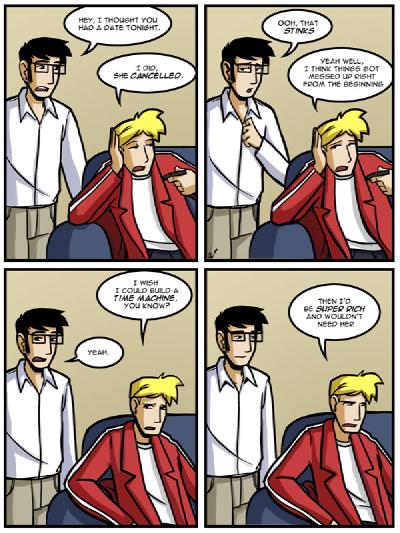 HEY, I THOUGHT YOU
HAD A DATE TONIGHT.
I DID,
SHE CANCELLED.
OOH, THAT
STINKS
YEAH WELL,
I THINK THINGS GOT
MESSED UP RIGHT
FROM THE BEGINNING
I WISH
I COULD BUILD A
TIME MACHINE,
YOU KNOW?
YEAH.
THEN I'D
BE SUPER RICH
AND WOULDN'T
NEED HER